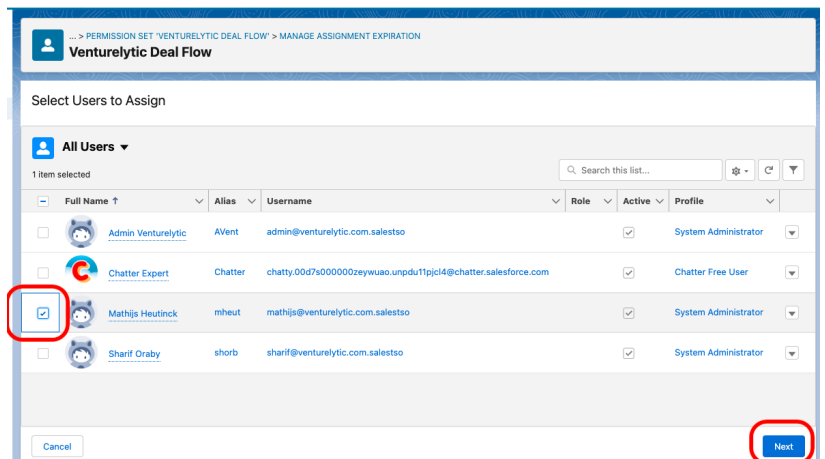 ... > PERMISSION SET 'VENTURELYTIC DEAL FLOW' > MANAGE ASSIGNMENT EXPIRATION
Venturelytic Deal Flow
Select Users to Assign
All Users
1 item selected
Search this list...
Full Name Alias Username Role Active Profile
Admin Venturelytic AVent admin@venturelytic.com.salestso System Administrator
Chatter Expert Chatter chatty.00d7s000000zeywuao.unpdu11pjcl4@chatter.salesforce.com Chatter Free User
Mathijs Heutinck mheut mathijs@venturelytic.com.salestso System Administrator
Sharif Oraby shorb sharif@venturelytic.com.salestso System Administrator
Cancel Next